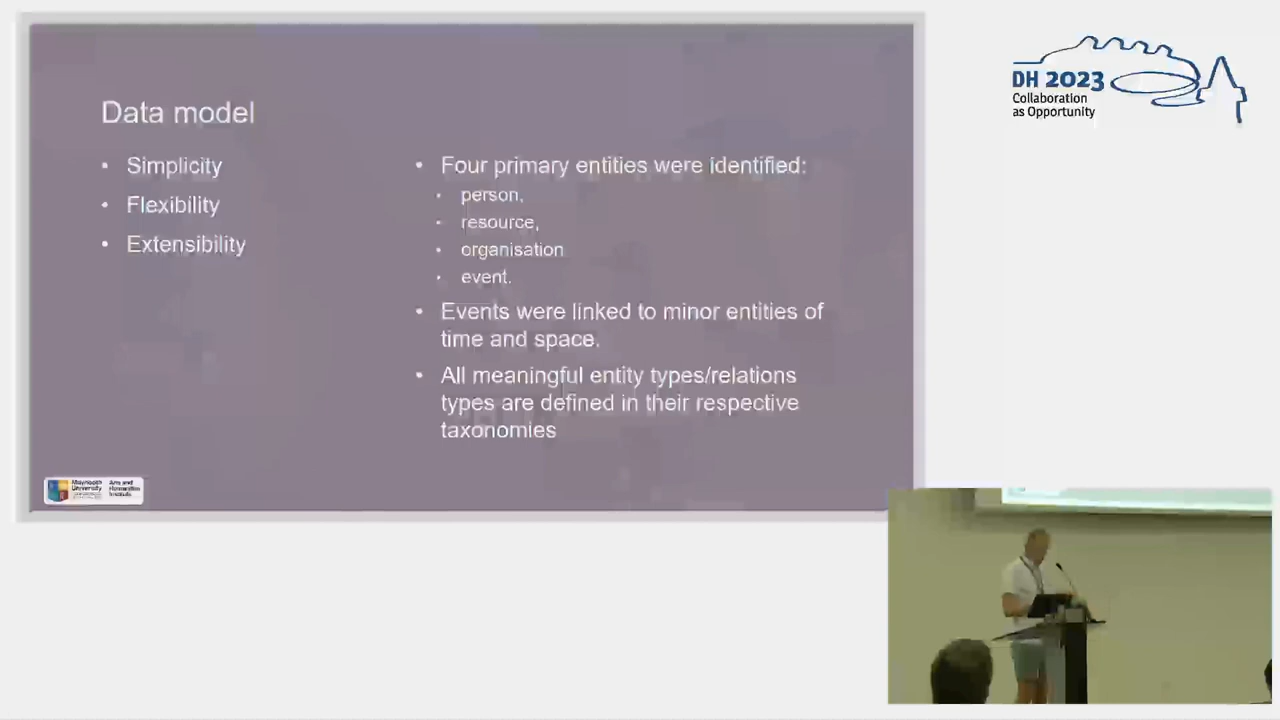 Data model
• Simplicity
• Flexibility
• Extensibility
• Four primary entities were identified:
• person,
• resource,
• organisation
• event.
• Events were linked to minor entities of
time and space.
• All meaningful entity types/relations
types are defined in their respective
taxonomies
Maynooth
University
Arts and
Humanities
Institute
DH 2023
Collaboration
as Opportunity